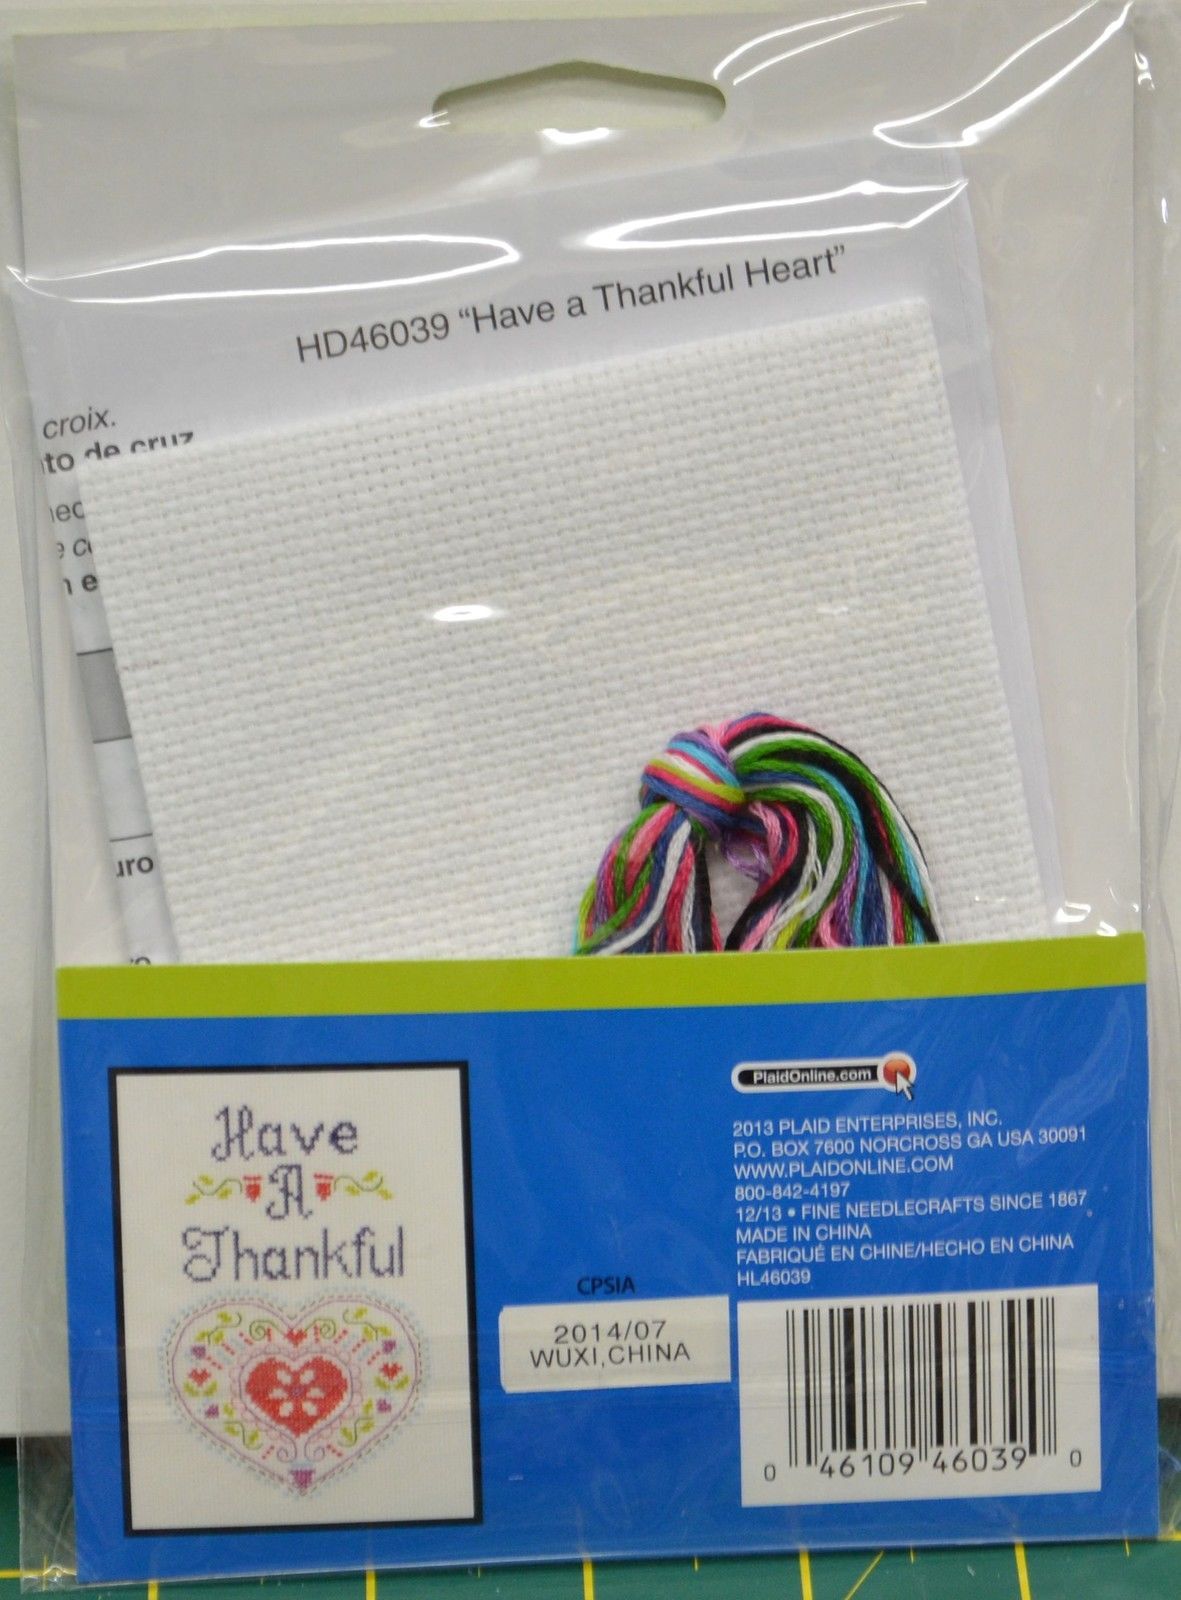 HD46039 “Have a Thankful Heart”
croix.
de cruz
Have
A
Thankful
CPSIA
2014/07
WUXI,CHINA
PlaidOnline.com
2013 PLAID ENTERPRISES, INC.
P.O. BOX 7600 NORCROSS GA USA 30091
WWW.PLAIDONLINE.COM
800-842-4197
12/13 • FINE NEEDLECRAFTS SINCE 1867
MADE IN CHINA
FABRIQUÉ EN CHINE/HECHO EN CHINA
HL46039
0 46109 46039 0